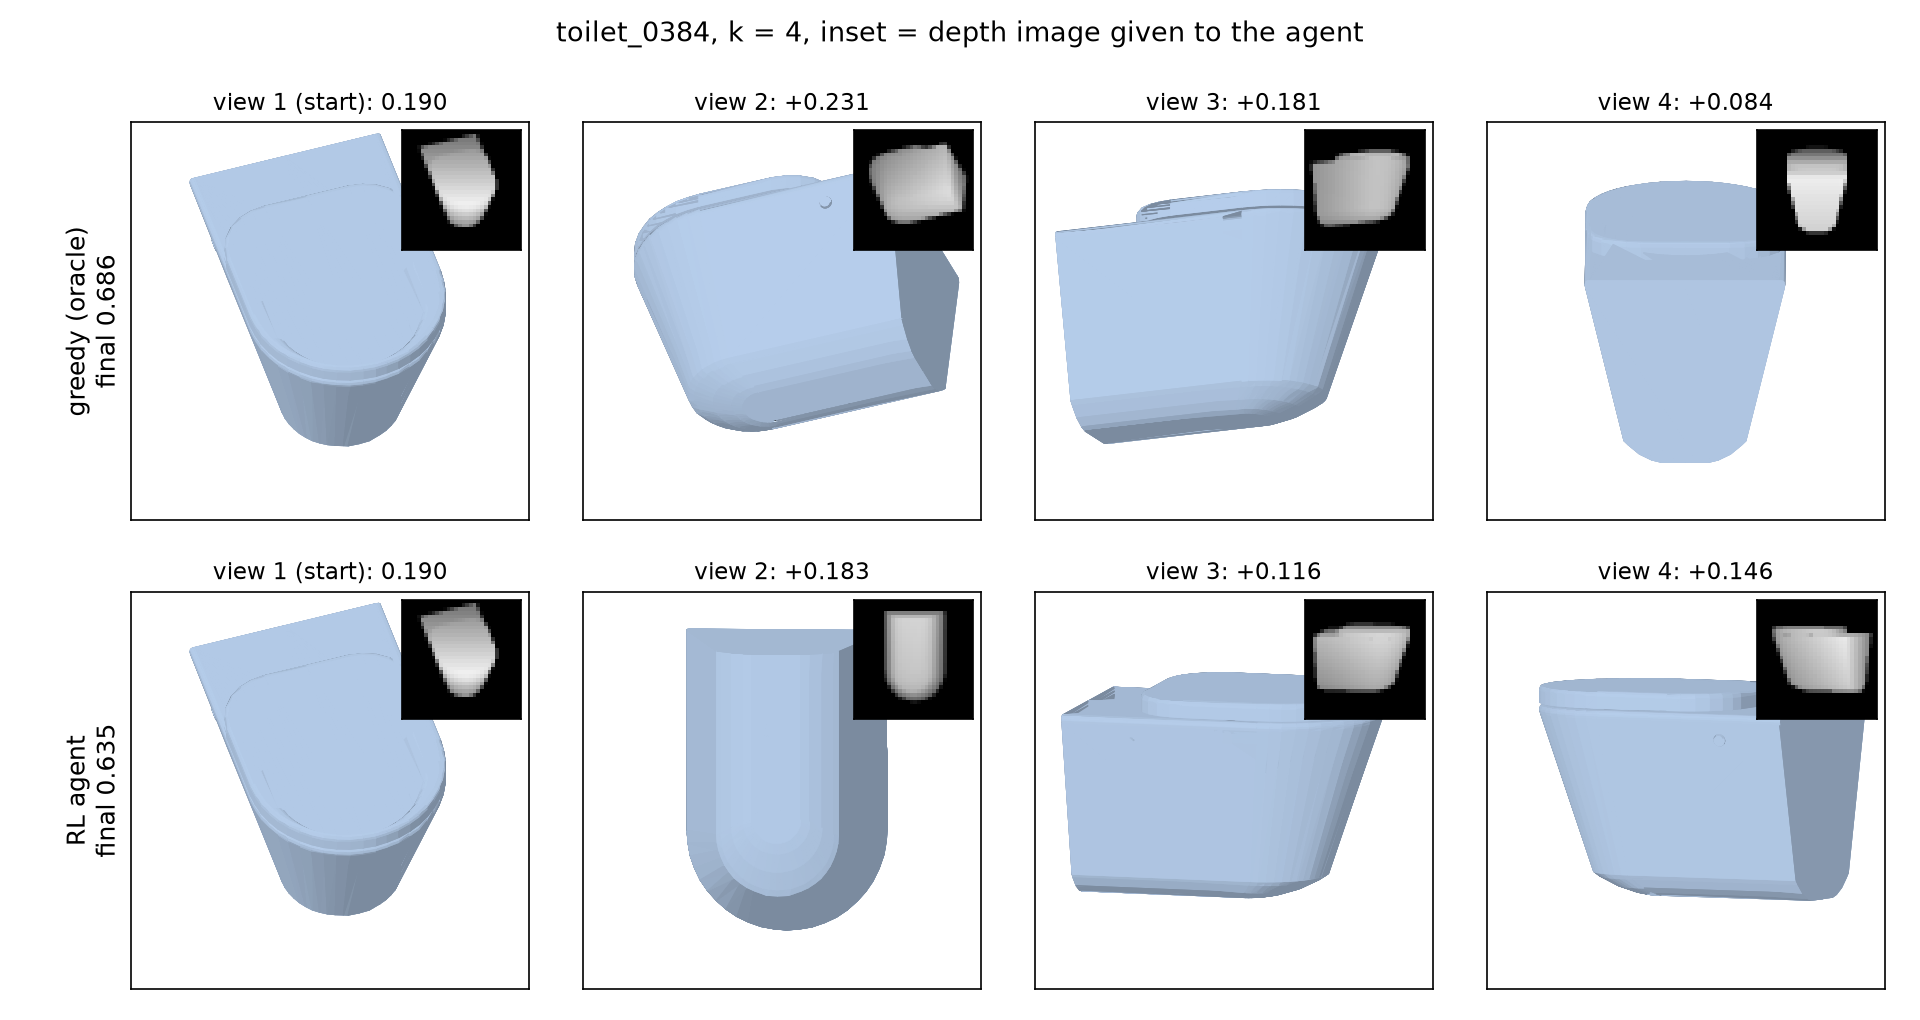 toilet_0384, k = 4, inset = depth image given to the agent
greedy (oracle)
final 0.686
view 1 (start): 0.190
view 2: +0.231
view 3: +0.181
view 4: +0.084
RL agent
final 0.635
view 1 (start): 0.190
view 2: +0.183
view 3: +0.116
view 4: +0.146